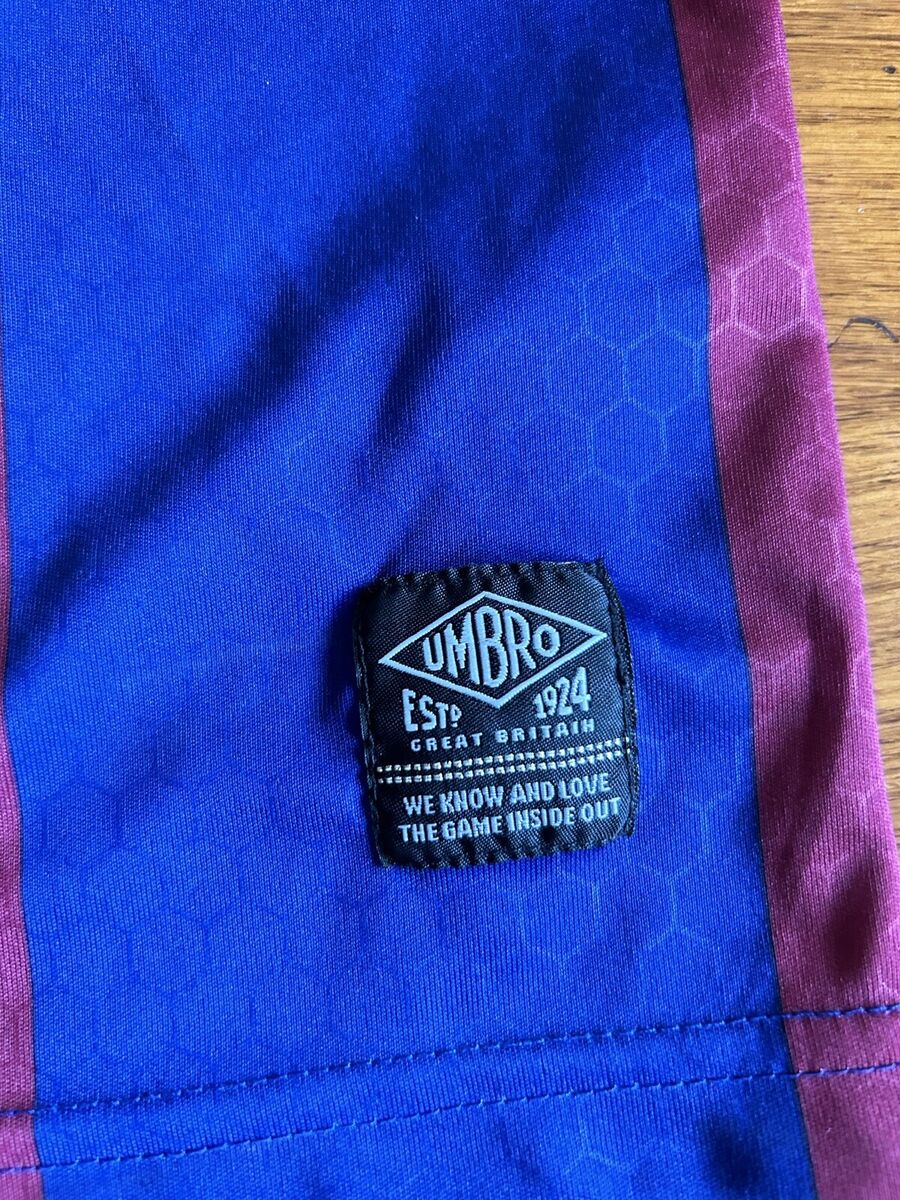 UMBRO
ESTD 1924
GREAT BRITAIN
WE KNOW AND LOVE
THE GAME INSIDE OUT